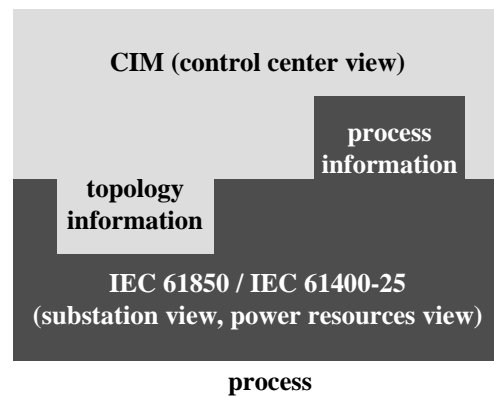 CIM (control center view)
process
information
topology
information
IEC 61850 / IEC 61400-25
(substation view, power resources view)
process